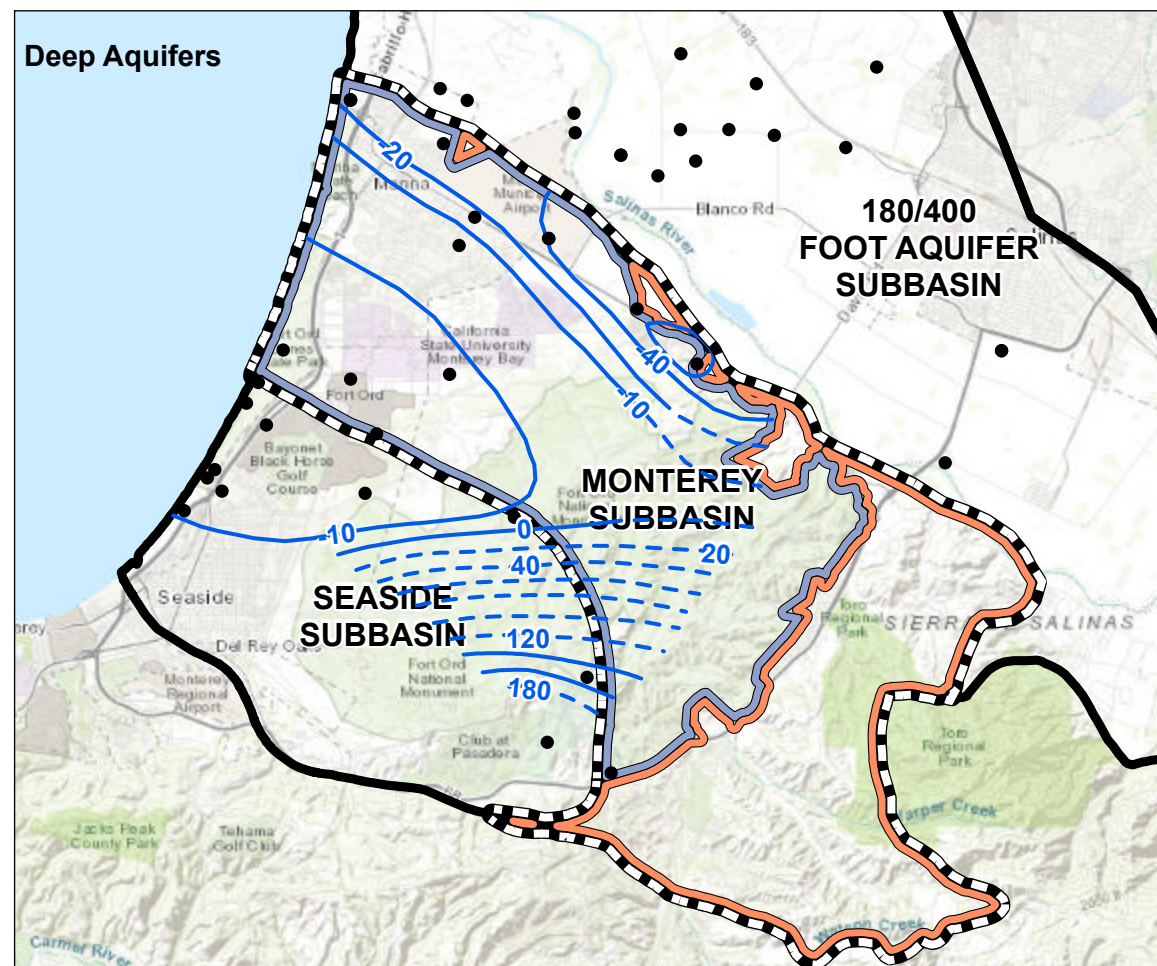 Deep Aquifers
183
-20
Marina
Airport
Salinas River
Blanco Rd
180/400
FOOT AQUIFER
SUBBASIN
Salinas
California
State University
Monterey Bay
-40
-10
Fort Ord
Bayonet
Black Horse
Golf
Course
MONTEREY
SUBBASIN
-10
0
20
40
Seaside
SEASIDE
SUBBASIN
Toro
Regional
Park
SIERRA
SALINAS
Del Rey Oaks
120
Fort Ord
National
Monument
180
Monterey
Regional
Airport
Club at
Pasadera
Toro
Regional
Park
Harper Creek
Jacks Peak
County Park
Tehama
Golf Club
Watson Creek
Carmel River